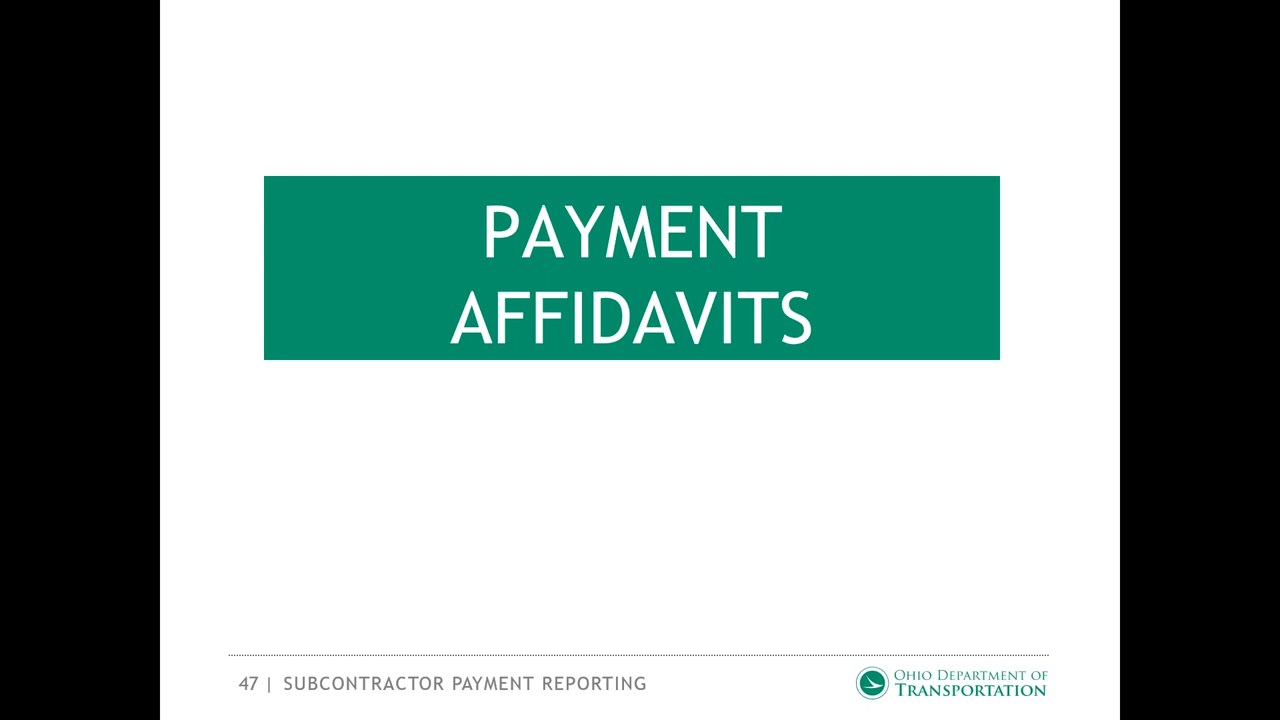 PAYMENT
AFFIDAVITS
47 | SUBCONTRACTOR PAYMENT REPORTING
OHIO DEPARTMENT OF
TRANSPORTATION